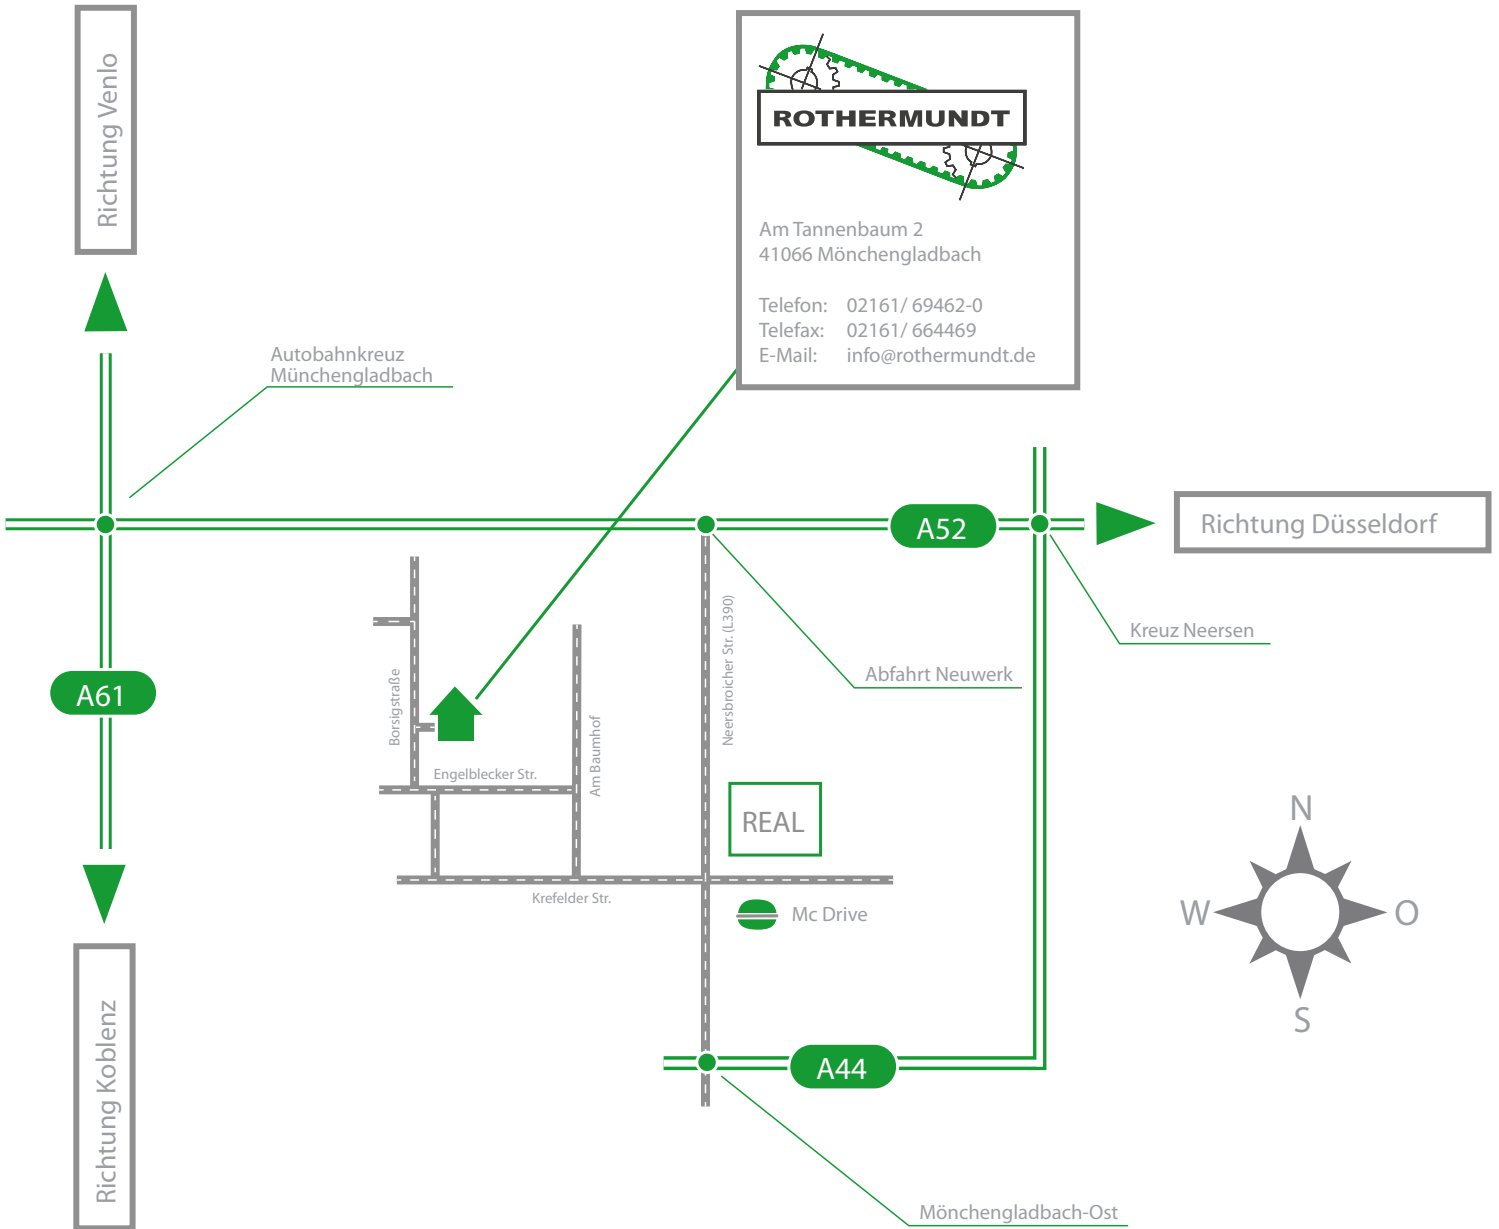 Richtung Venlo
ROTHERMUNDT
Am Tannenbaum 2
41066 Mönchengladbach
Telefon: 02161/ 69462-0
Telefax: 02161/ 664469
E-Mail: info@rothermundt.de
Autobahnkreuz
Münchengladbach
A52
Richtung Düsseldorf
Kreuz Neersen
Abfahrt Neuwerk
Neersbroicher Str. (L390)
A61
Borsigstraße
Am Baumhof
Engelblecker Str.
REAL
Krefelder Str.
Mc Drive
N
W
O
S
A44
Richtung Koblenz
Mönchengladbach-Ost